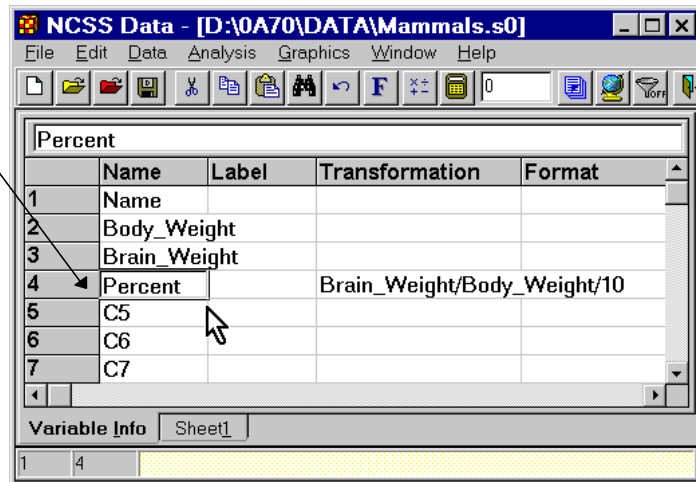 NCSS Data - [D:\0A70\DATA\Mammals.s0]
File Edit Data Analysis Graphics Window Help
F 0 OFF
Percent
Name Label Transformation Format
1 Name
2 Body_Weight
3 Brain_Weight
4 Percent Brain_Weight/Body_Weight/10
5 C5
6 C6
7 C7
Variable Info Sheet1
1 4